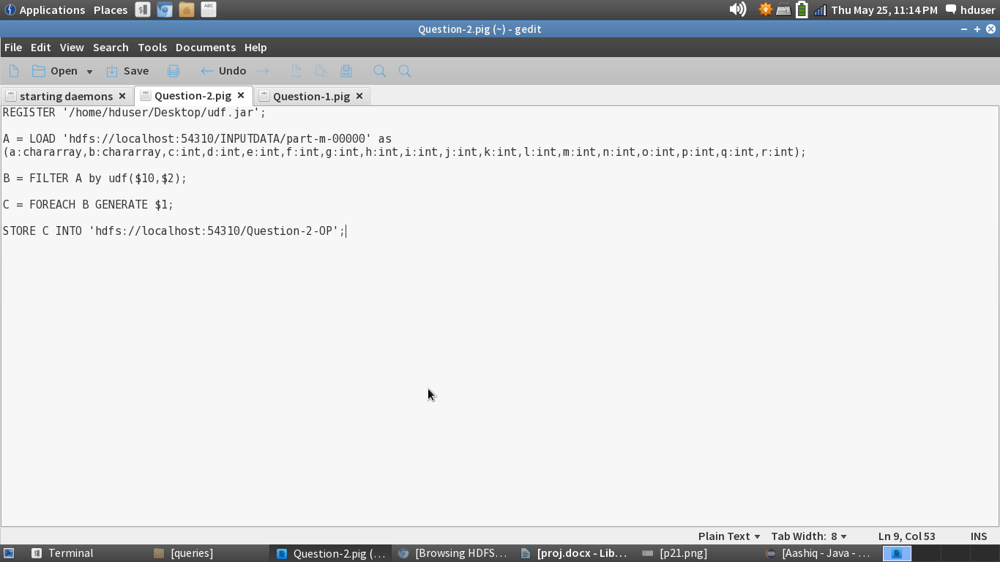 Applications Places Thu May 25, 11:14 PM hduser
Question-2.pig (~) - gedit
File Edit View Search Tools Documents Help
Open Save Undo
starting daemons Question-2.pig Question-1.pig
REGISTER '/home/hduser/Desktop/udf.jar';
A = LOAD 'hdfs://localhost:54310/INPUTDATA/part-m-00000' as
(a:chararray,b:chararray,c:int,d:int,e:int,f:int,g:int,h:int,i:int,j:int,k:int,l:int,m:int,n:int,o:int,p:int,q:int,r:int);
B = FILTER A by udf($10,$2);
C = FOREACH B GENERATE $1;
STORE C INTO 'hdfs://localhost:54310/Question-2-OP';
Plain Text Tab Width: 8 Ln 9, Col 53 INS
Terminal [queries] Question-2.pig (... [Browsing HDFS... [proj.docx - Lib... [p21.png] [Aashiq - Java - ...